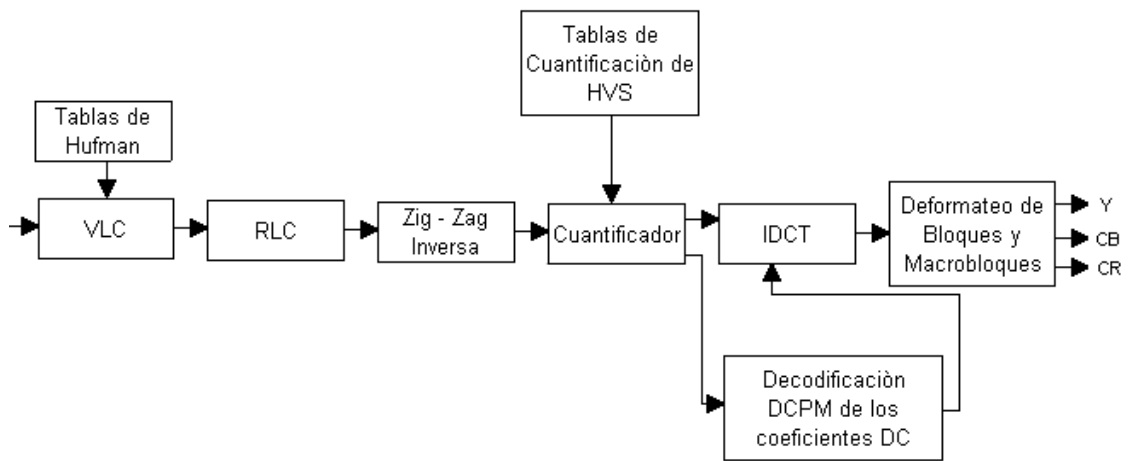 Tablas de
Cuantificaciòn de
HVS
Tablas de
Hufman
VLC
RLC
Zig - Zag
Inversa
Cuantificador
IDCT
Deformateo de
Bloques y
Macrobloques
Y
CB
CR
Decodificaciòn
DCPM de los
coeficientes DC